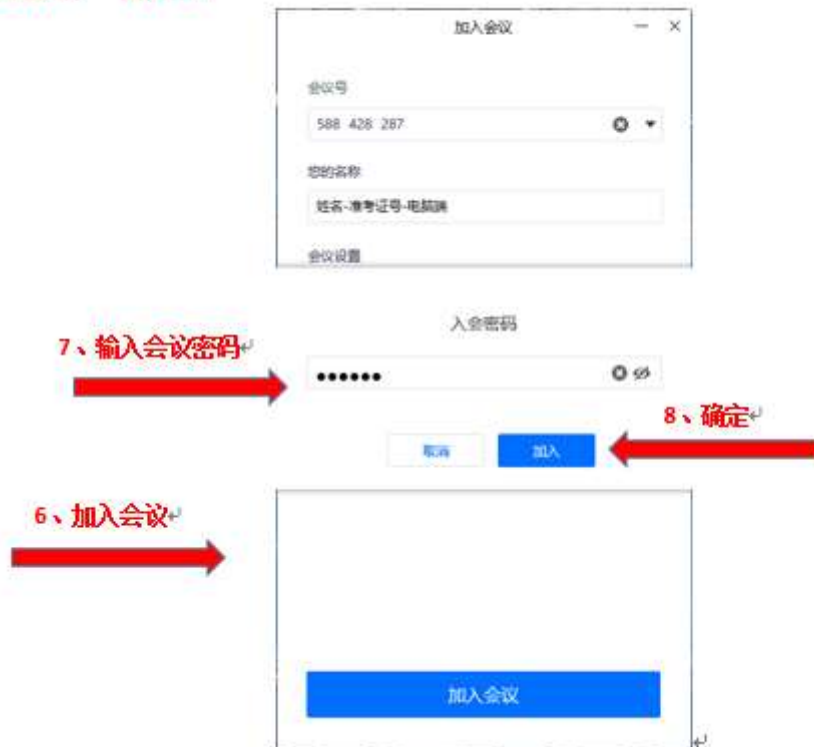 加入会议
会议号
588 428 287
您的名称
姓名-准考证号-电脑端
会议设置
入会密码
7、输入会议密码
••••••
8、确定
取消 加入
6、加入会议
加入会议